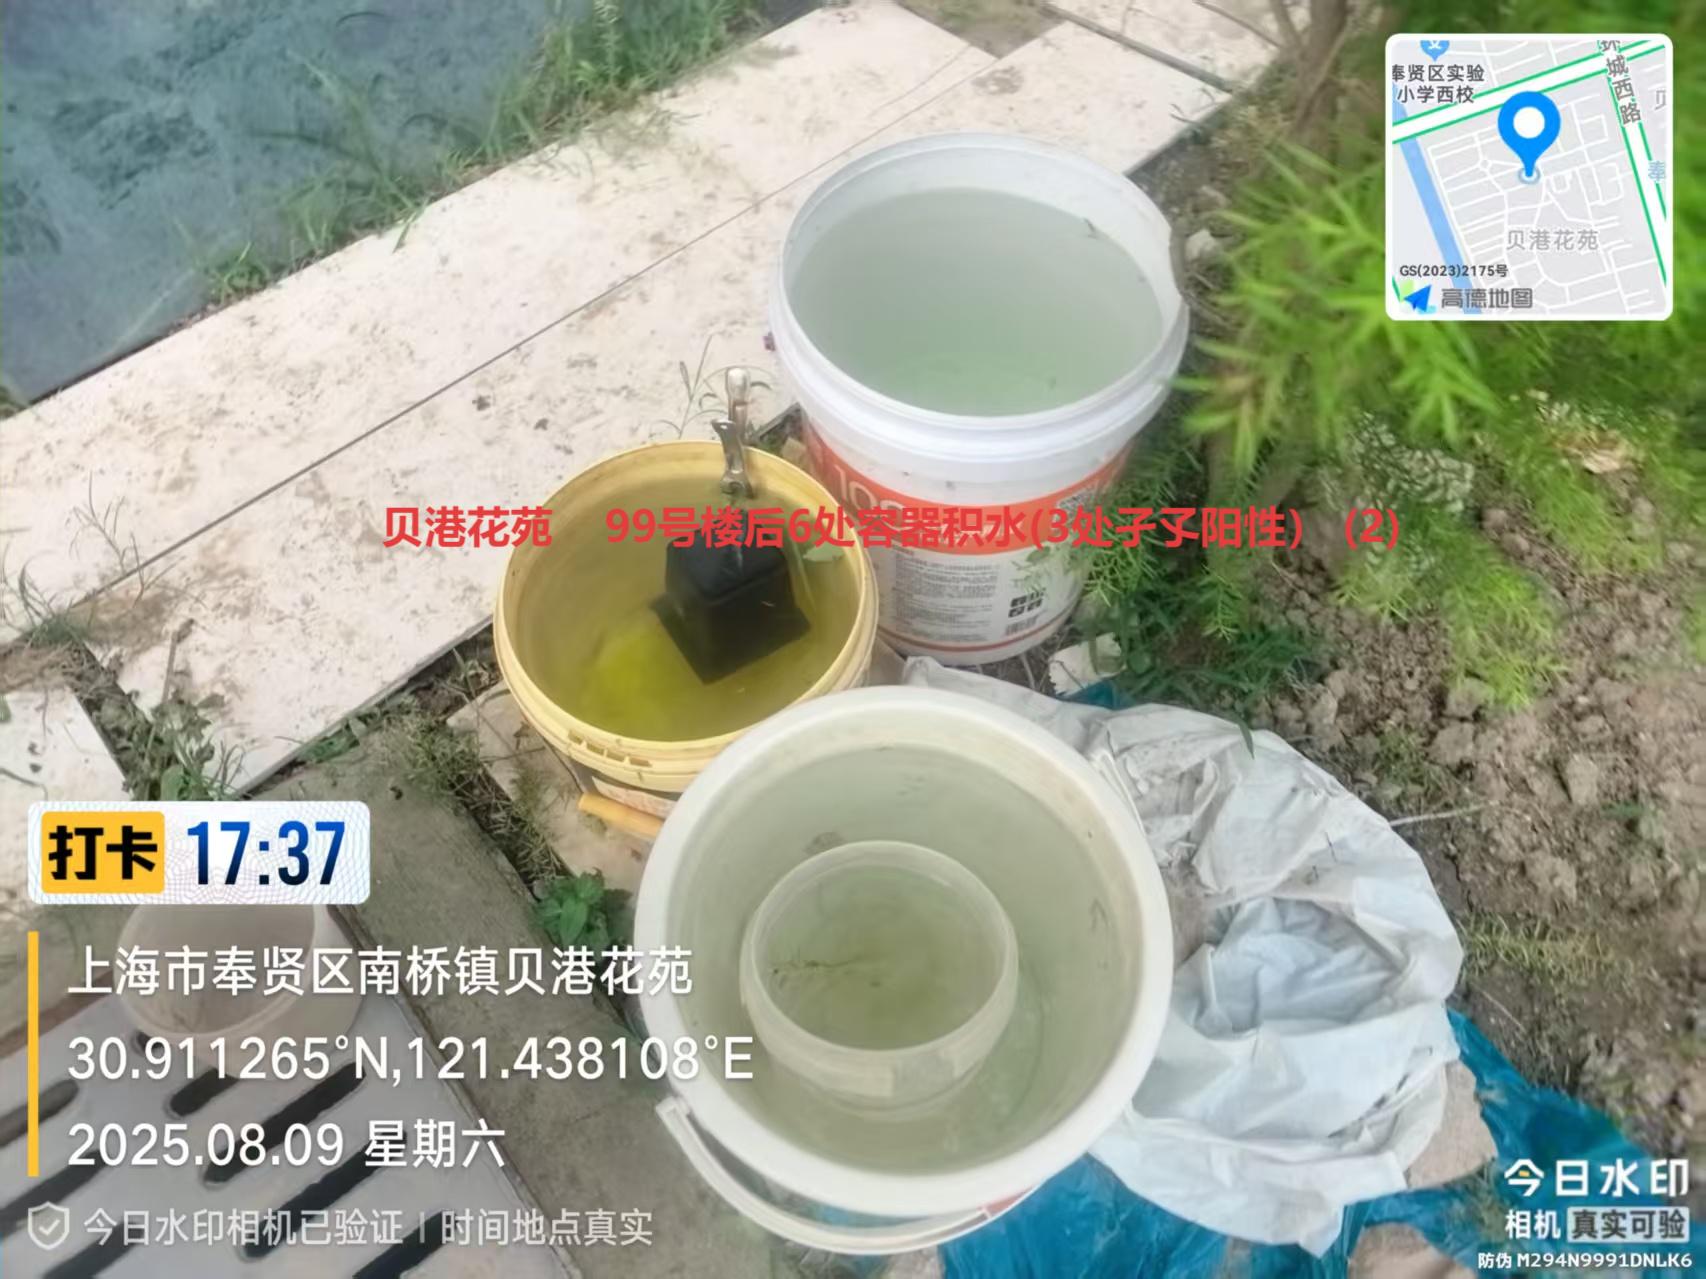 奉贤区实验
小学西校
环城西路
贝港花苑
GS(2023)2175号
高德地图
贝港花苑 99号楼后6处容器积水(3处孑孓阳性) (2)
打卡 17:37
上海市奉贤区南桥镇贝港花苑
30.911265°N,121.438108°E
2025.08.09 星期六
今日水印相机已验证 | 时间地点真实
今日水印
相机 真实可验
防伪 M294N9991DNLK6